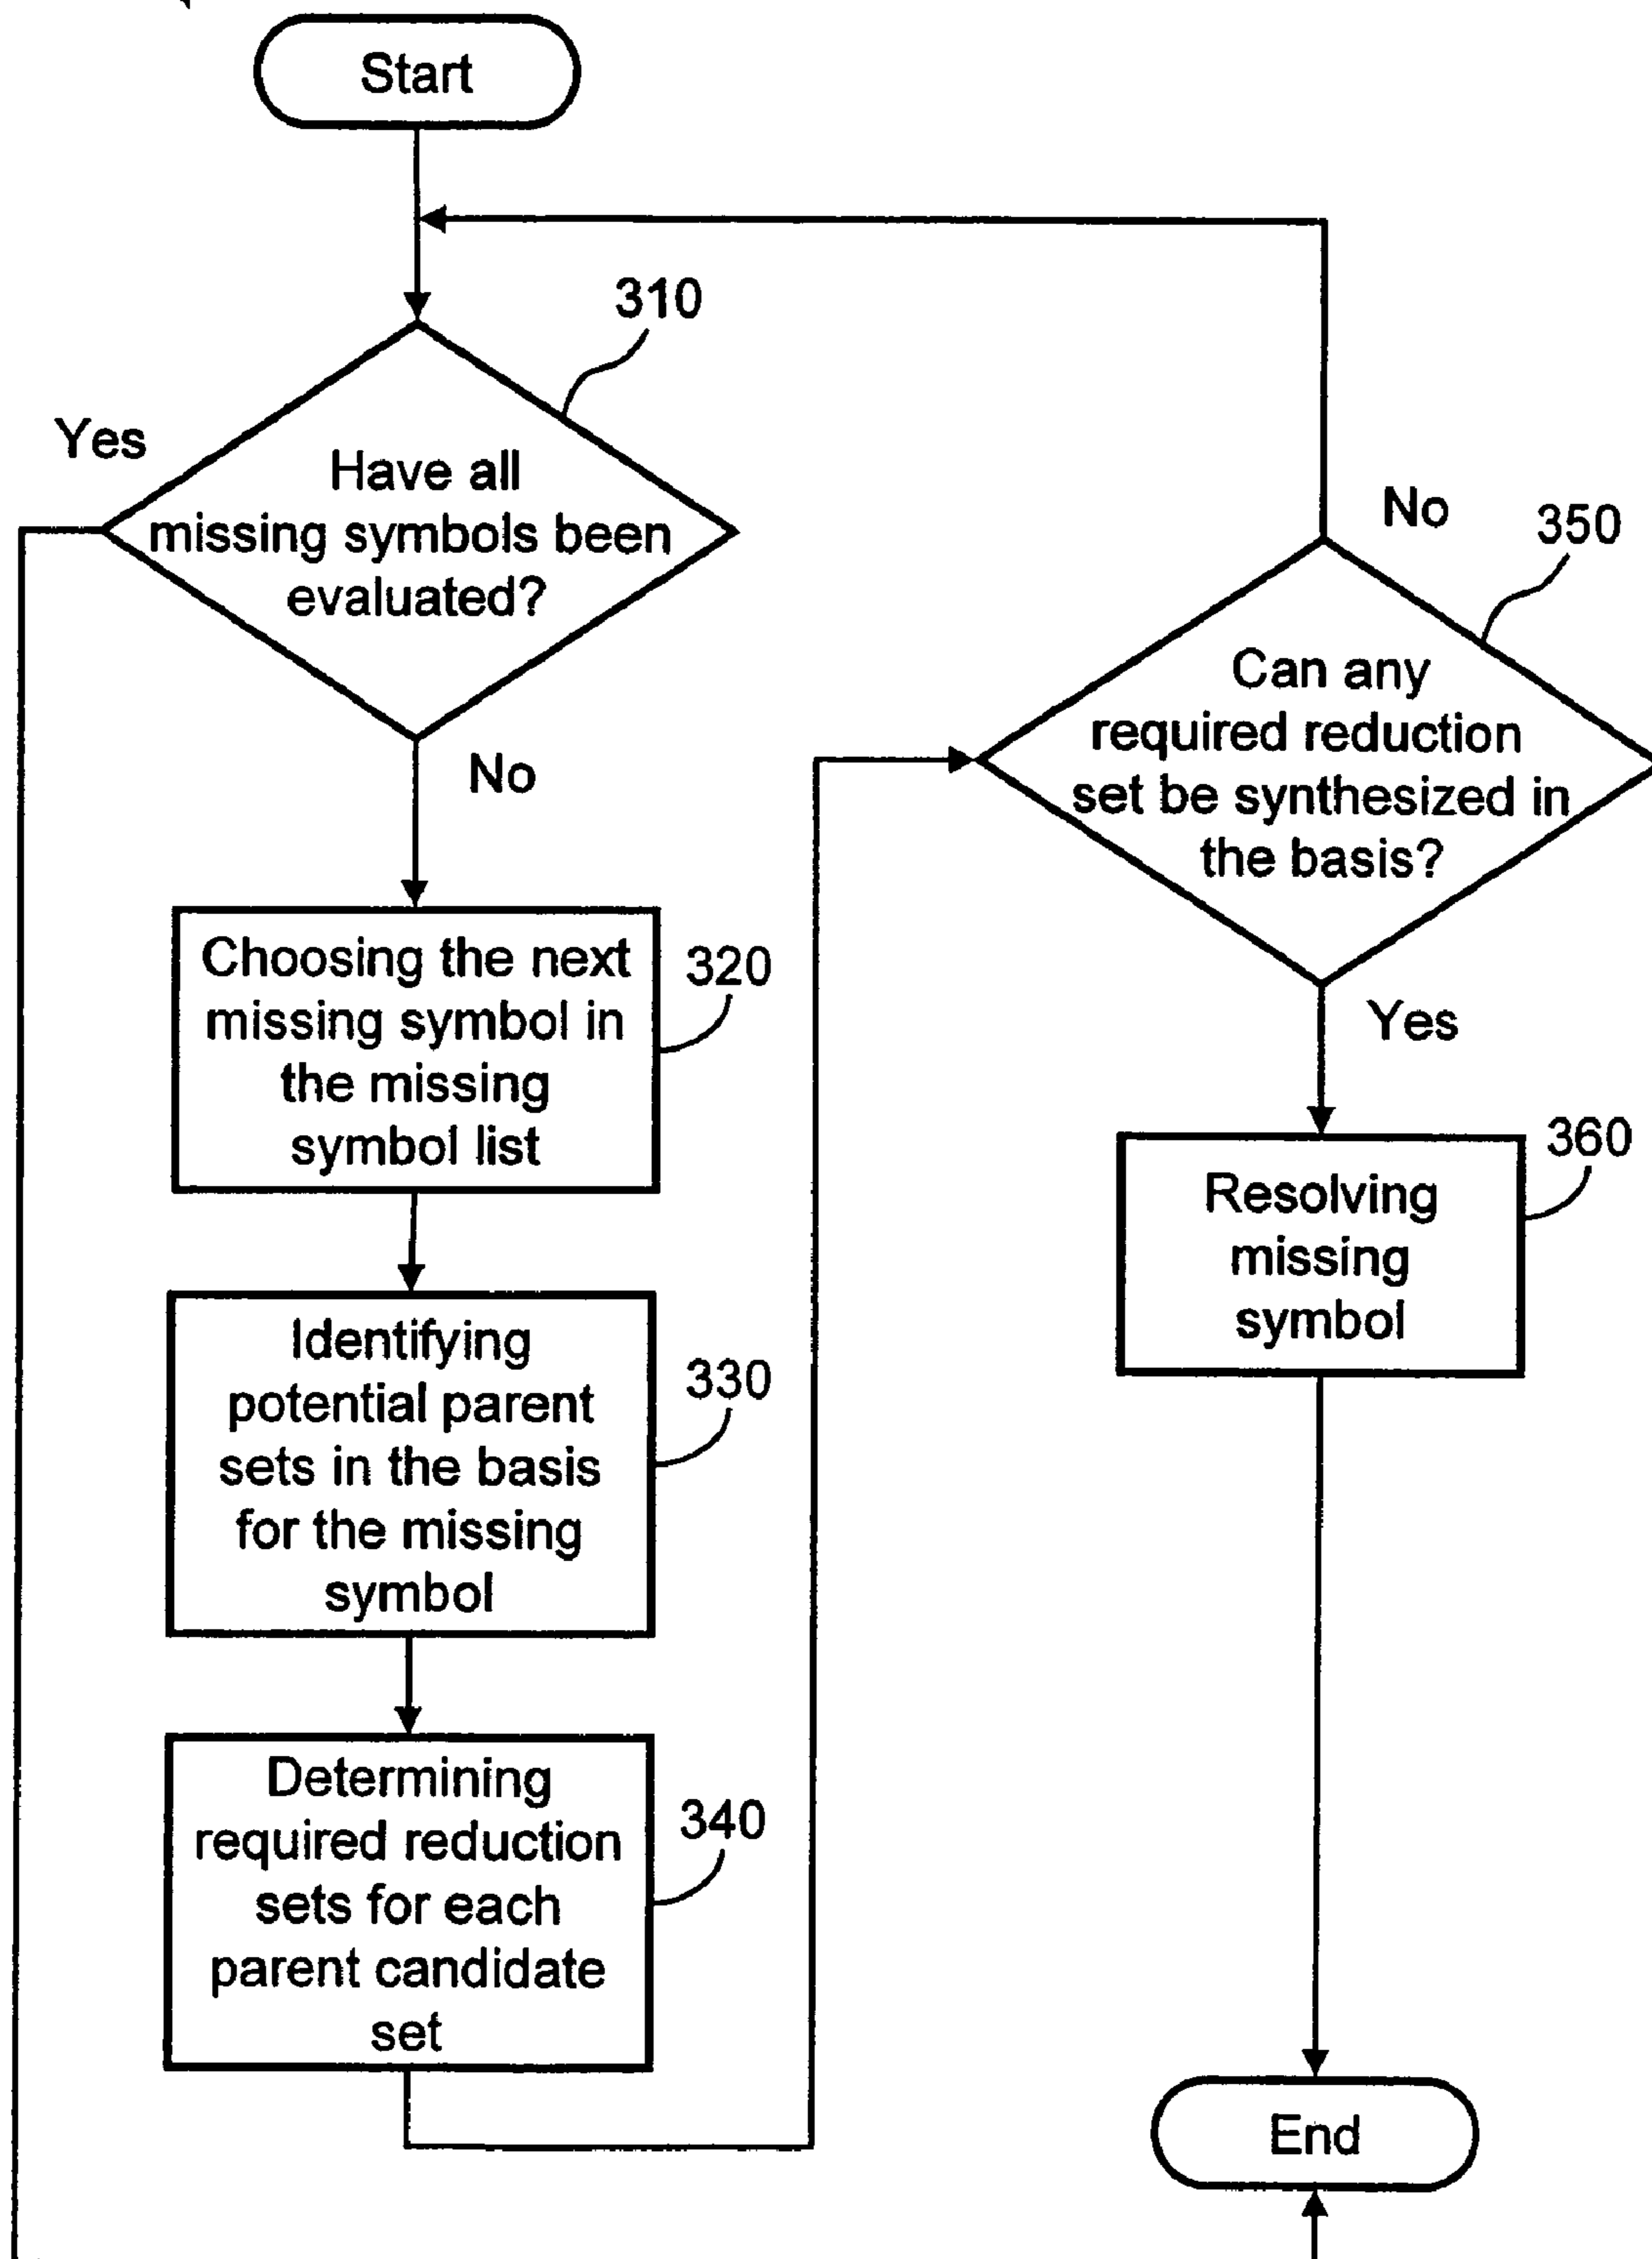 Start
310
Yes
Have all
missing symbols been
evaluated?
No
Choosing the next
missing symbol in
the missing
symbol list
320
Identifying
potential parent
sets in the basis
for the missing
symbol
330
Determining
required reduction
sets for each
parent candidate
set
340
No
350
Can any
required reduction
set be synthesized in
the basis?
Yes
360
Resolving
missing
symbol
End